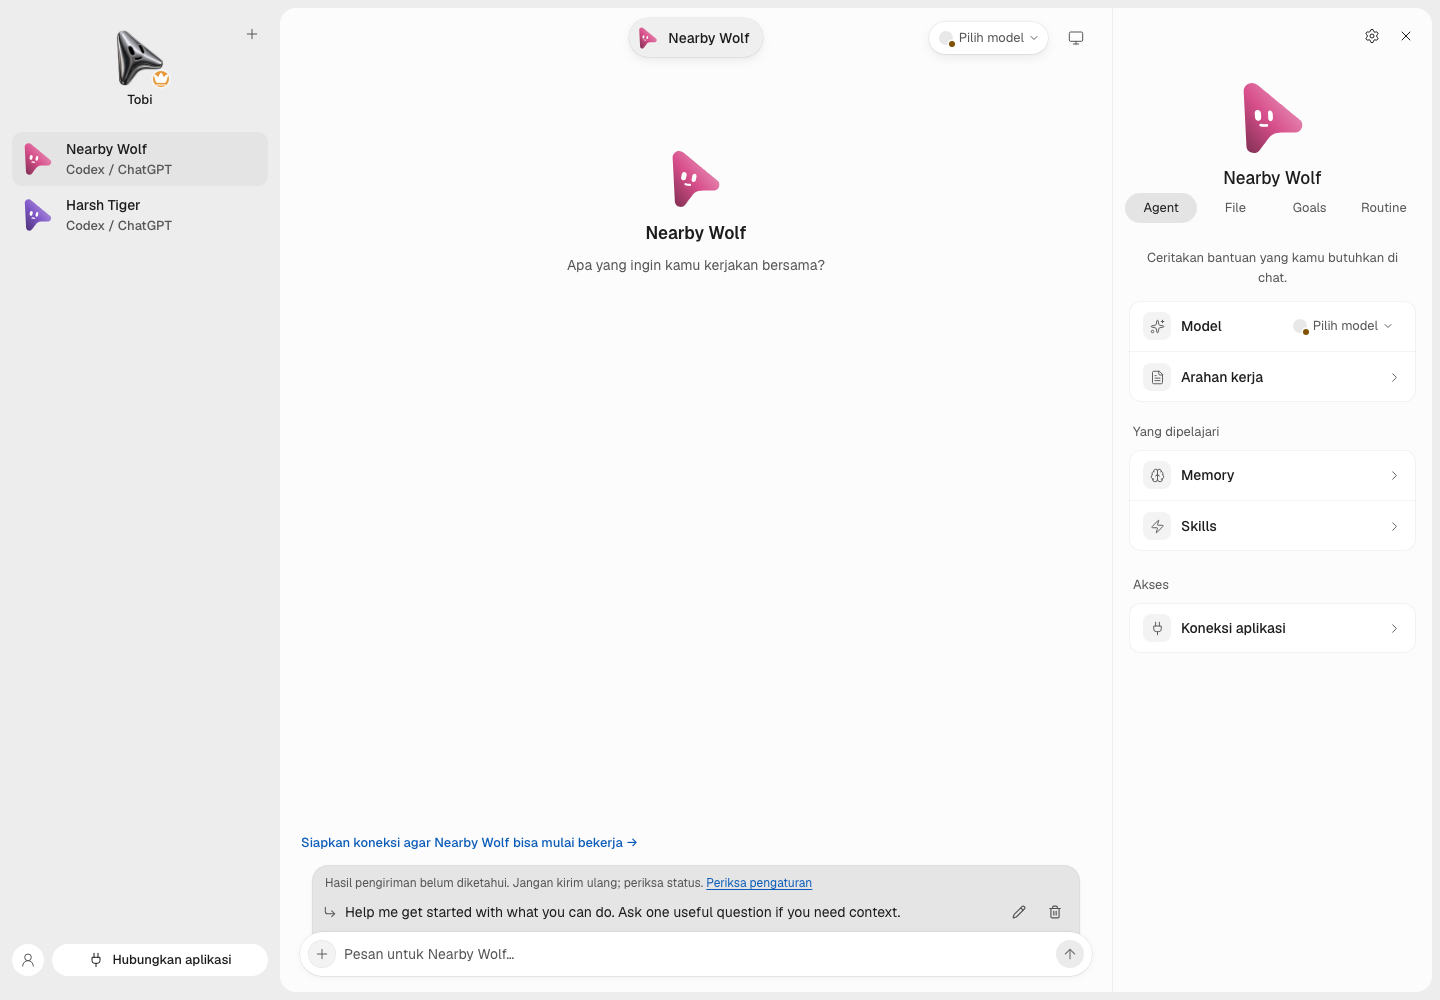 Tobi
Nearby Wolf
Codex / ChatGPT
Harsh Tiger
Codex / ChatGPT
Hubungkan aplikasi
Nearby Wolf
Pilih model
Nearby Wolf
Apa yang ingin kamu kerjakan bersama?
Siapkan koneksi agar Nearby Wolf bisa mulai bekerja →
Hasil pengiriman belum diketahui. Jangan kirim ulang; periksa status. Periksa pengaturan
Help me get started with what you can do. Ask one useful question if you need context.
Pesan untuk Nearby Wolf...
Nearby Wolf
Agent File Goals Routine
Ceritakan bantuan yang kamu butuhkan di
chat.
Model Pilih model
Arahan kerja
Yang dipelajari
Memory
Skills
Akses
Koneksi aplikasi